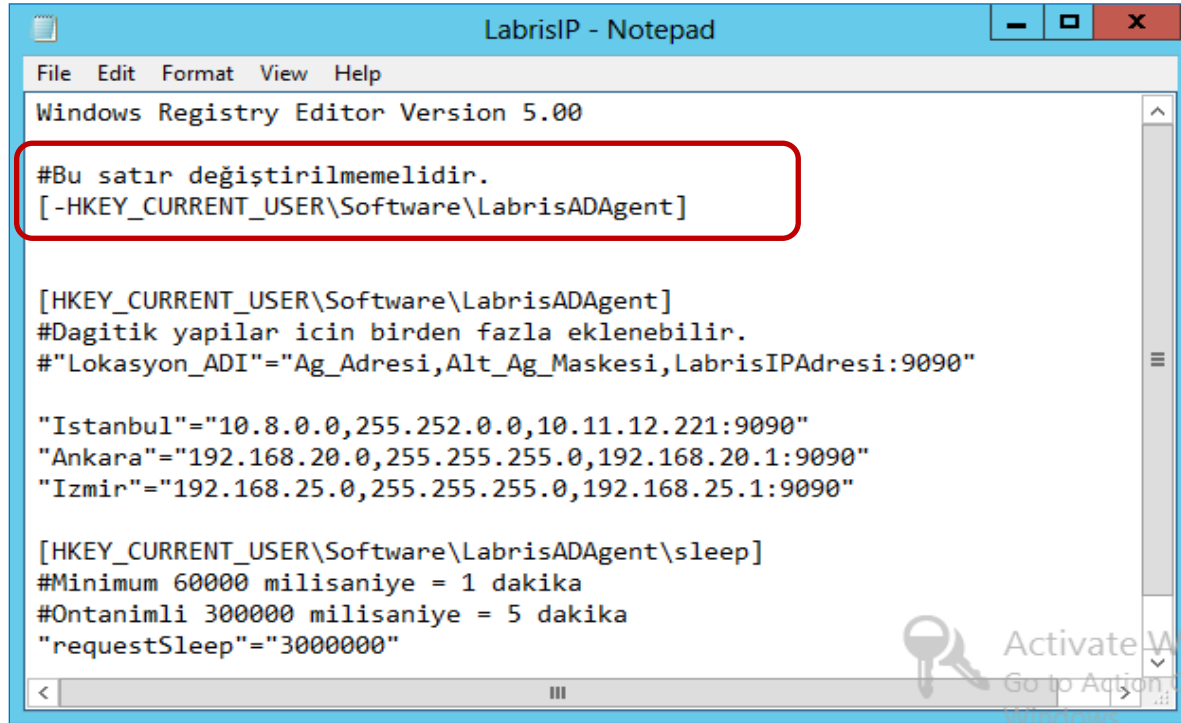 LabrisIP - Notepad
File Edit Format View Help
Windows Registry Editor Version 5.00
#Bu satır değiştirilmemelidir.
[-HKEY_CURRENT_USER\Software\LabrisADAgent]
[HKEY_CURRENT_USER\Software\LabrisADAgent]
#Dagitik yapilar icin birden fazla eklenebilir.
#"Lokasyon_ADI"="Ag_Adresi,Alt_Ag_Maskesi,LabrisIPAdresi:9090"
"Istanbul"="10.8.0.0,255.252.0.0,10.11.12.221:9090"
"Ankara"="192.168.20.0,255.255.255.0,192.168.20.1:9090"
"Izmir"="192.168.25.0,255.255.255.0,192.168.25.1:9090"
[HKEY_CURRENT_USER\Software\LabrisADAgent\sleep]
#Minimum 60000 milisaniye = 1 dakika
#Ontanimli 300000 milisaniye = 5 dakika
"requestSleep"="3000000"
Activate W
Go to Action
Windows